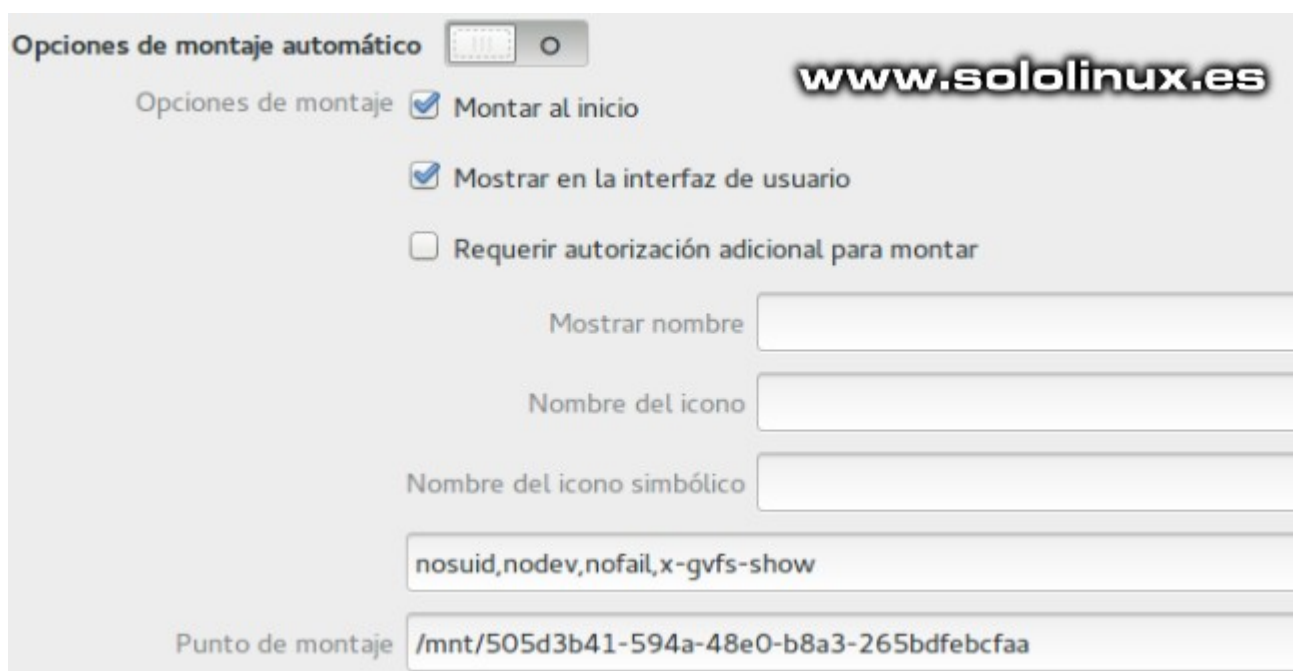 Opciones de montaje automático O
www.sololinux.es
Opciones de montaje Montar al inicio
Mostrar en la interfaz de usuario
Requerir autorización adicional para montar
Mostrar nombre
Nombre del icono
Nombre del icono simbólico
nosuid,nodev,nofail,x-gvfs-show
Punto de montaje /mnt/505d3b41-594a-48e0-b8a3-265bdfebcfaa